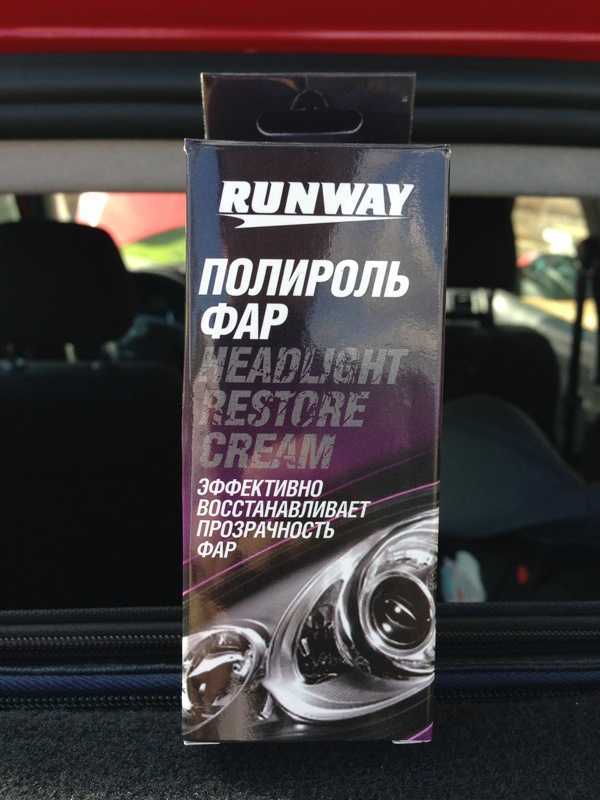 RUNWAY
ПОЛИРОЛЬ
ФАР
HEADLIGHT
RESTORE
CREAM
ЭФФЕКТИВНО
ВОССТАНАВЛИВАЕТ
ПРОЗРАЧНОСТЬ
ФАР